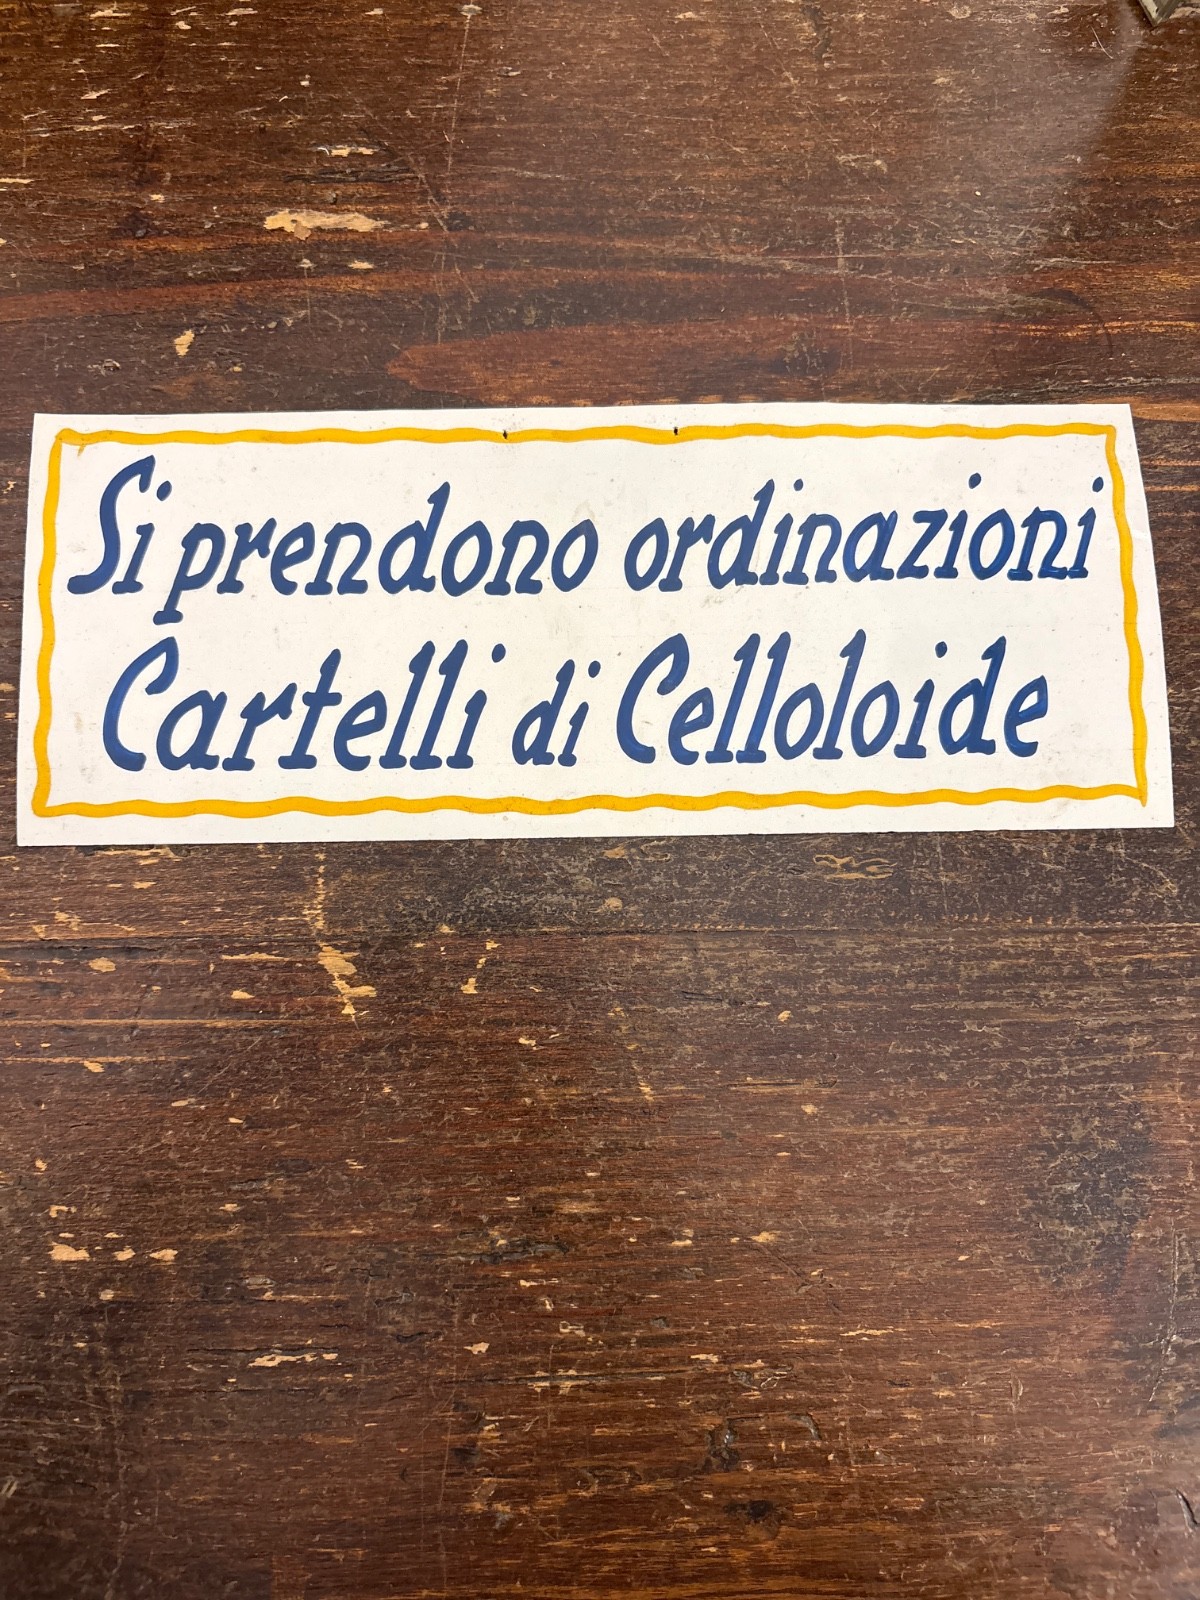 Si prendono ordinazioni
Cartelli di Celloloide